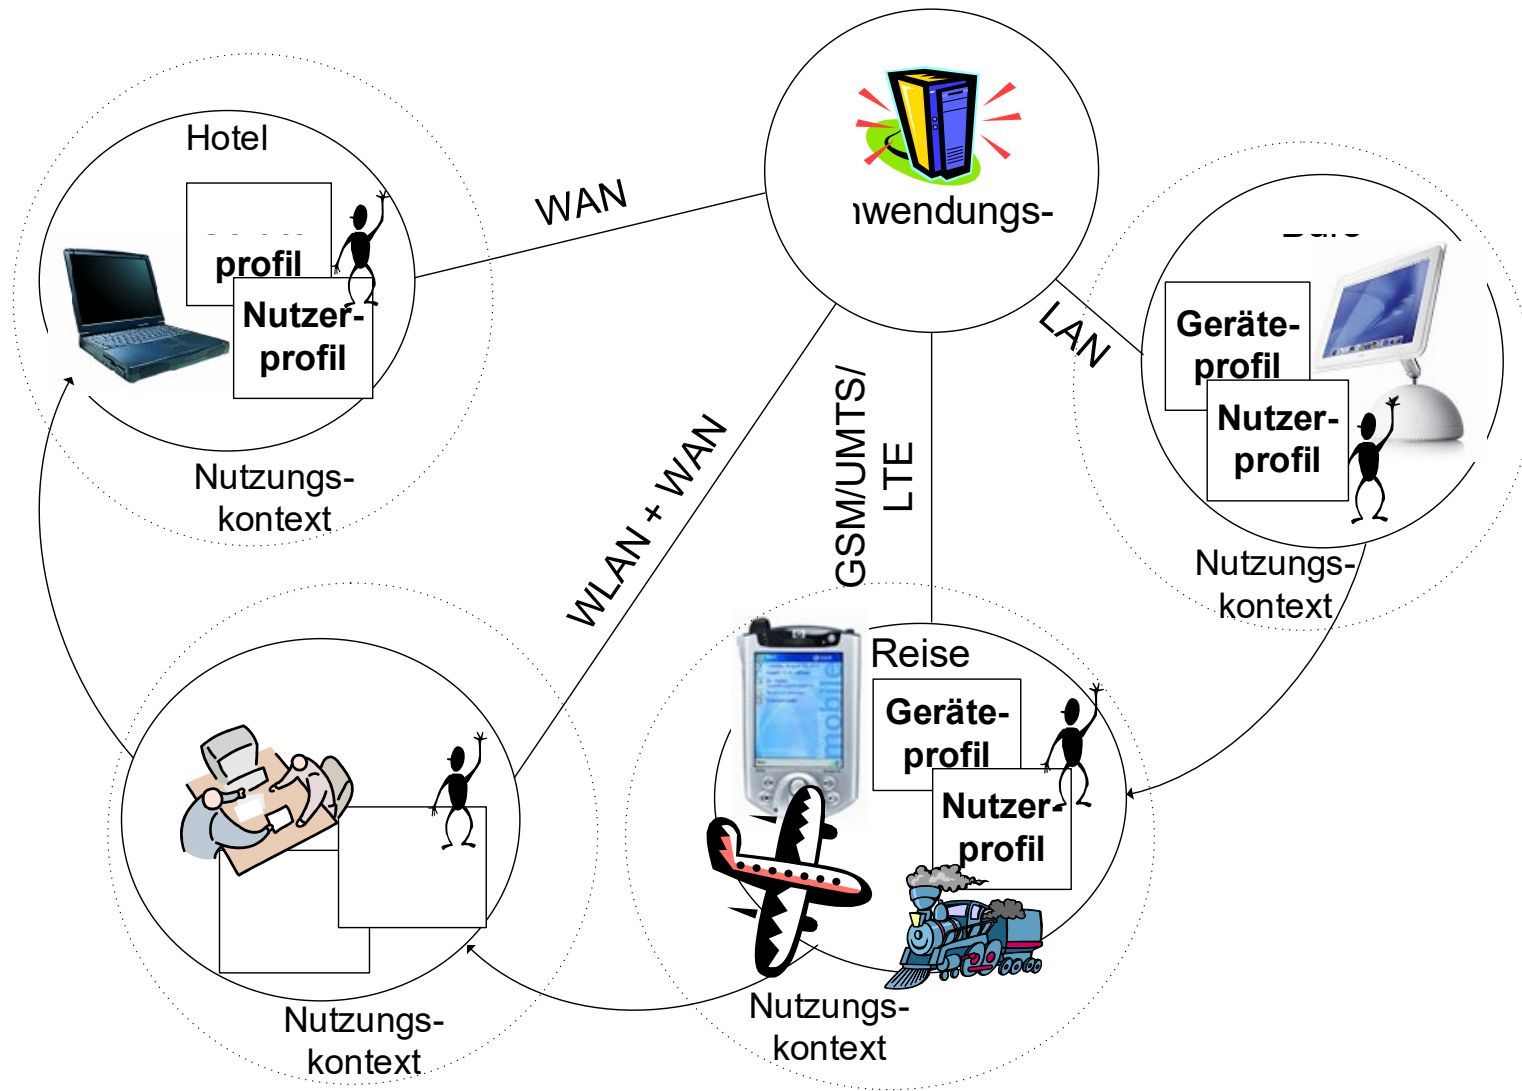 Hotel
profil
Nutzer-
profil
Nutzungs-
kontext
WAN
nwendungs-
LAN
Geräte-
profil
Nutzer-
profil
Nutzungs-
kontext
WLAN + WAN
GSM/UMTS/
LTE
Reise
Geräte-
profil
Nutzer-
profil
Nutzungs-
kontext
Nutzungs-
kontext